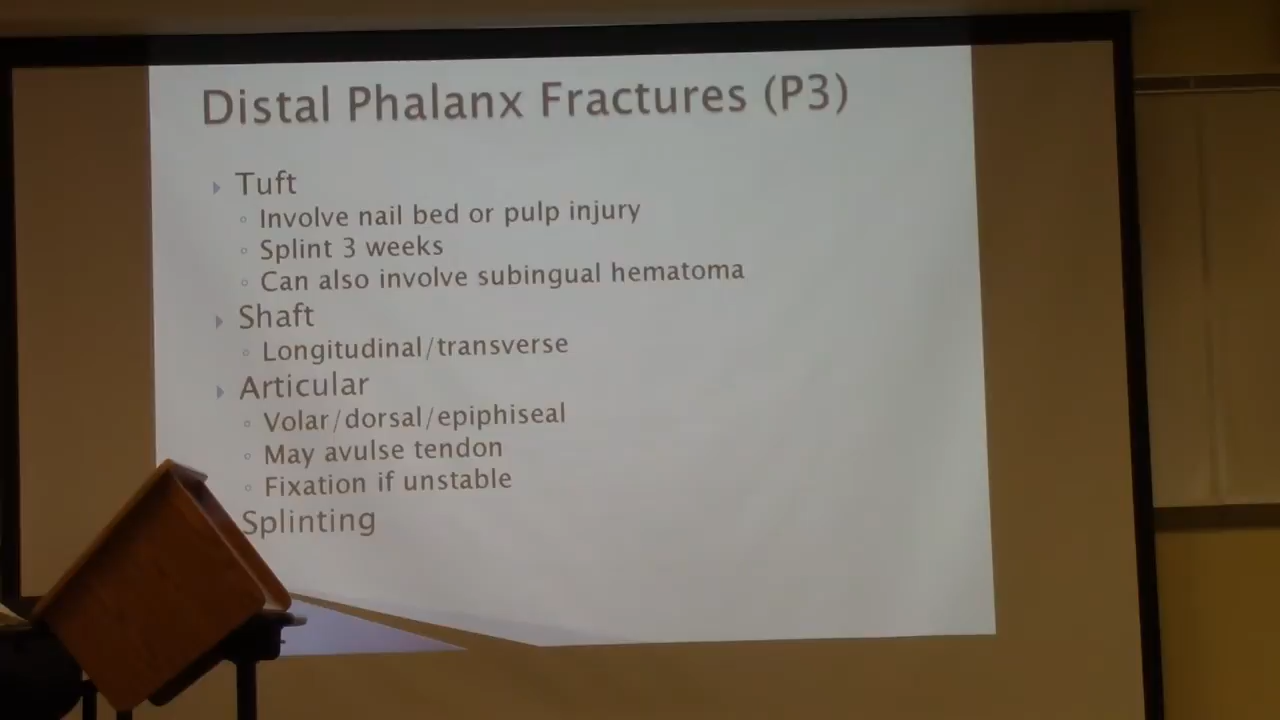 Distal Phalanx Fractures (P3)
Tuft
Involve nail bed or pulp injury
Splint 3 weeks
Can also involve subingual hematoma
Shaft
Longitudinal/transverse
Articular
Volar/dorsal/epiphiseal
May avulse tendon
Fixation if unstable
Splinting